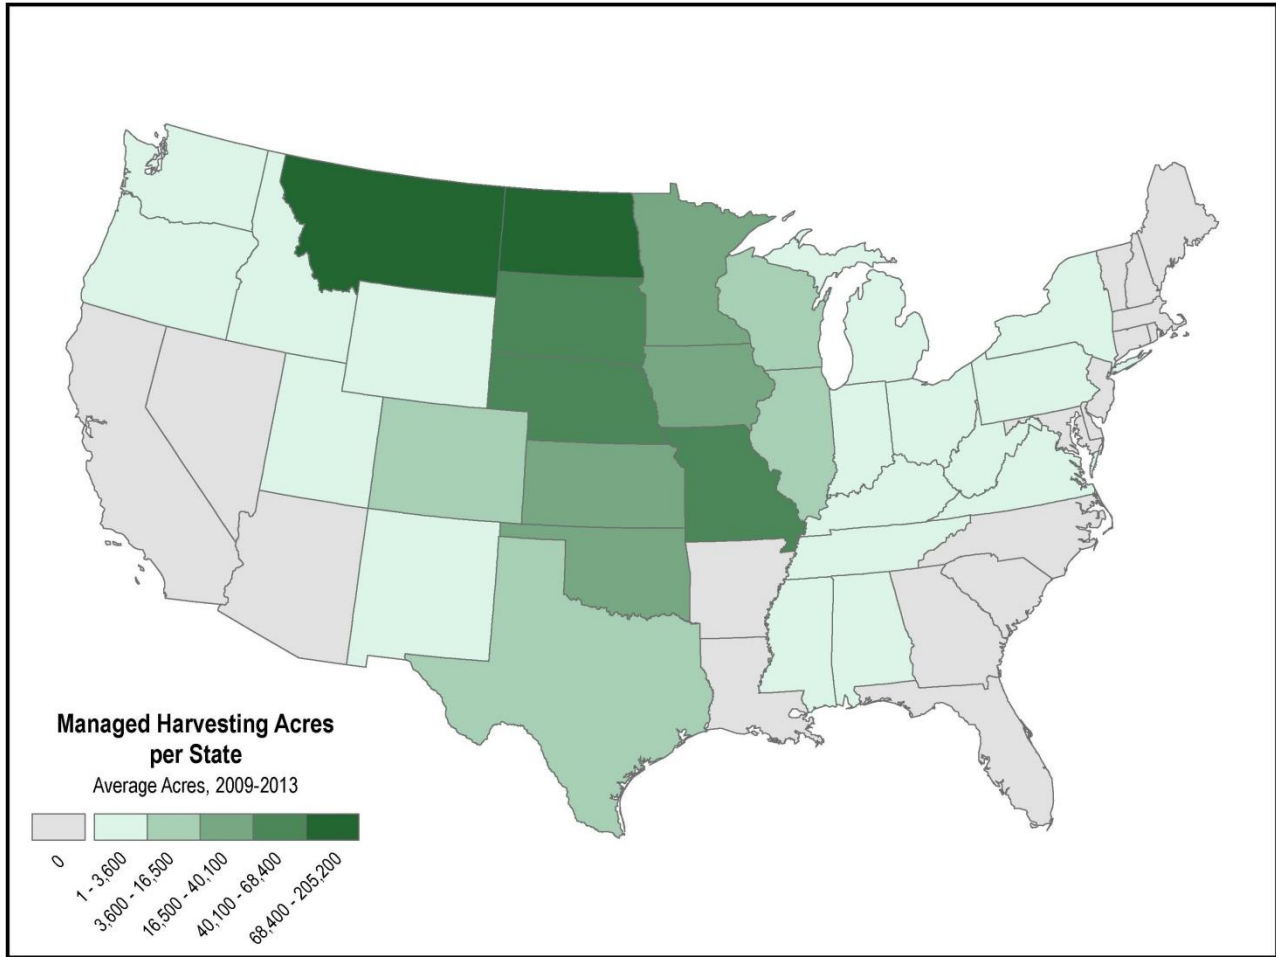 Managed Harvesting Acres
per State
Average Acres, 2009-2013
0
1 - 3,600
3,600 - 16,500
16,500 - 40,100
40,100 - 68,400
68,400 - 205,200